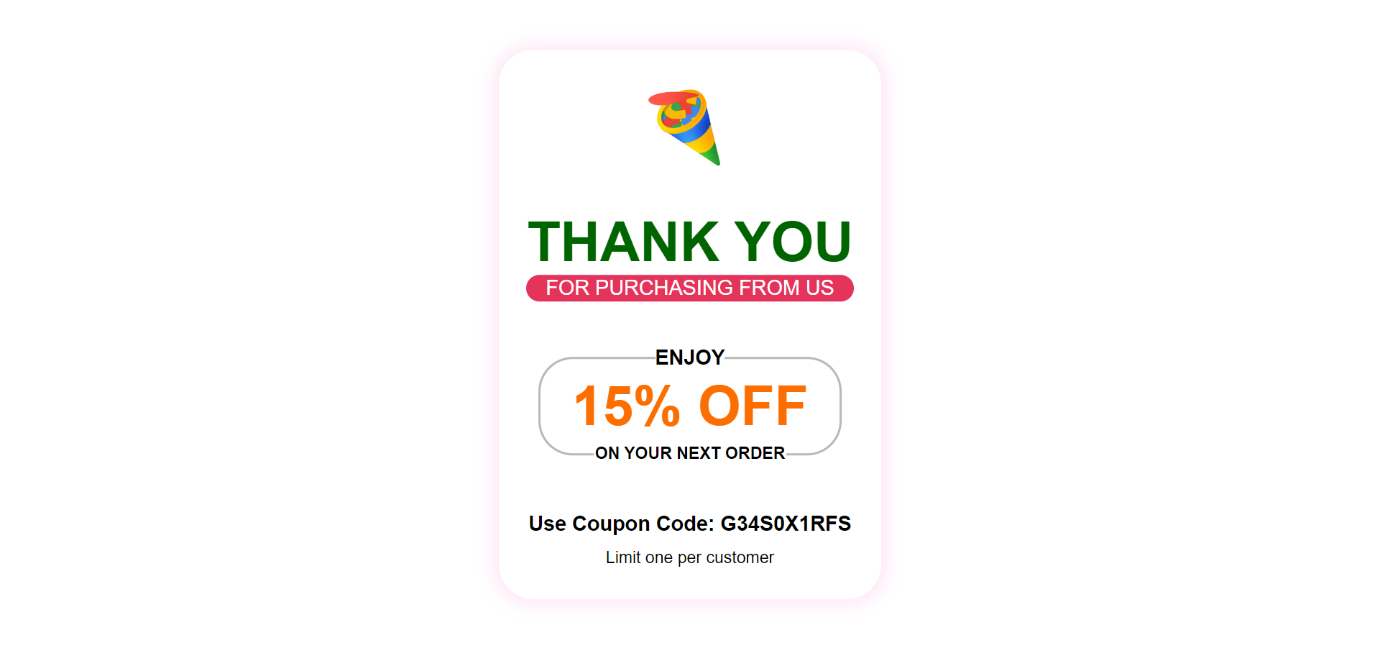 THANK YOU
FOR PURCHASING FROM US
ENJOY
15% OFF
ON YOUR NEXT ORDER
Use Coupon Code: G34S0X1RFS
Limit one per customer